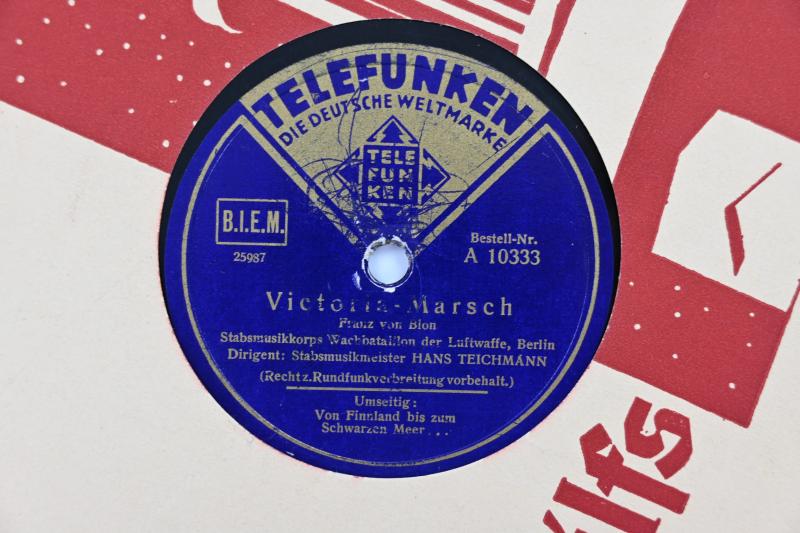 TELEFUNKEN
DIE DEUTSCHE WELTMARKE
TELE
FUN
KEN
B.I.E.M.
25987
Bestell-Nr.
A 10333
Victoria-Marsch
Franz von Blon
Stabsmusikkorps Wachbataillon der Luftwaffe, Berlin
Dirigent: Stabsmusikmeister HANS TEICHMANN
(Recht z. Rundfunkverbreitung vorbehalt.)
Umseitig:
Von Finnland bis zum
Schwarzen Meer . . .
lfs